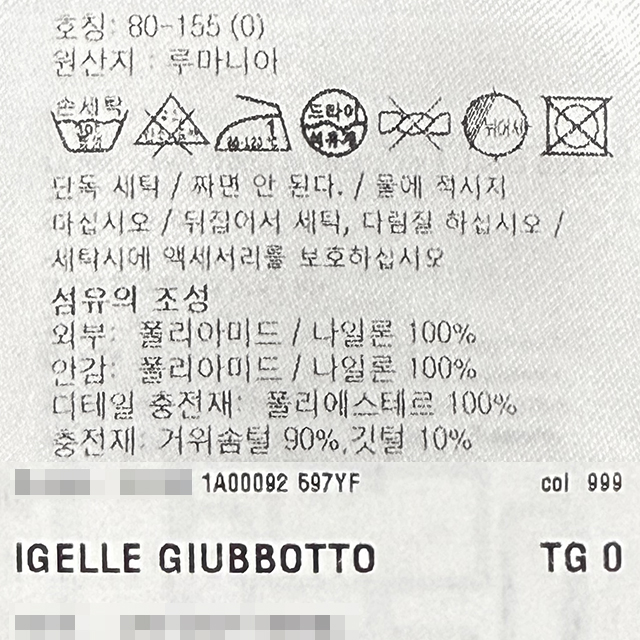 호칭: 80-155 (0)
원산지 : 루마니아
손세탁 드라이
석유계 뉘어서
단독 세탁 / 짜면 안 된다. / 물에 적시지
마십시오 / 뒤집어서 세탁, 다림질 하십시오 /
세탁시에 액세서리를 보호하십시오
섬유의 조성
외부: 폴리아미드 / 나일론 100%
안감: 폴리아미드 / 나일론 100%
디테일 충전재: 폴리에스테르 100%
충전재: 거위솜털 90%, 깃털 10%
1A00092 597YF col 999
IGELLE GIUBBOTTO TG 0